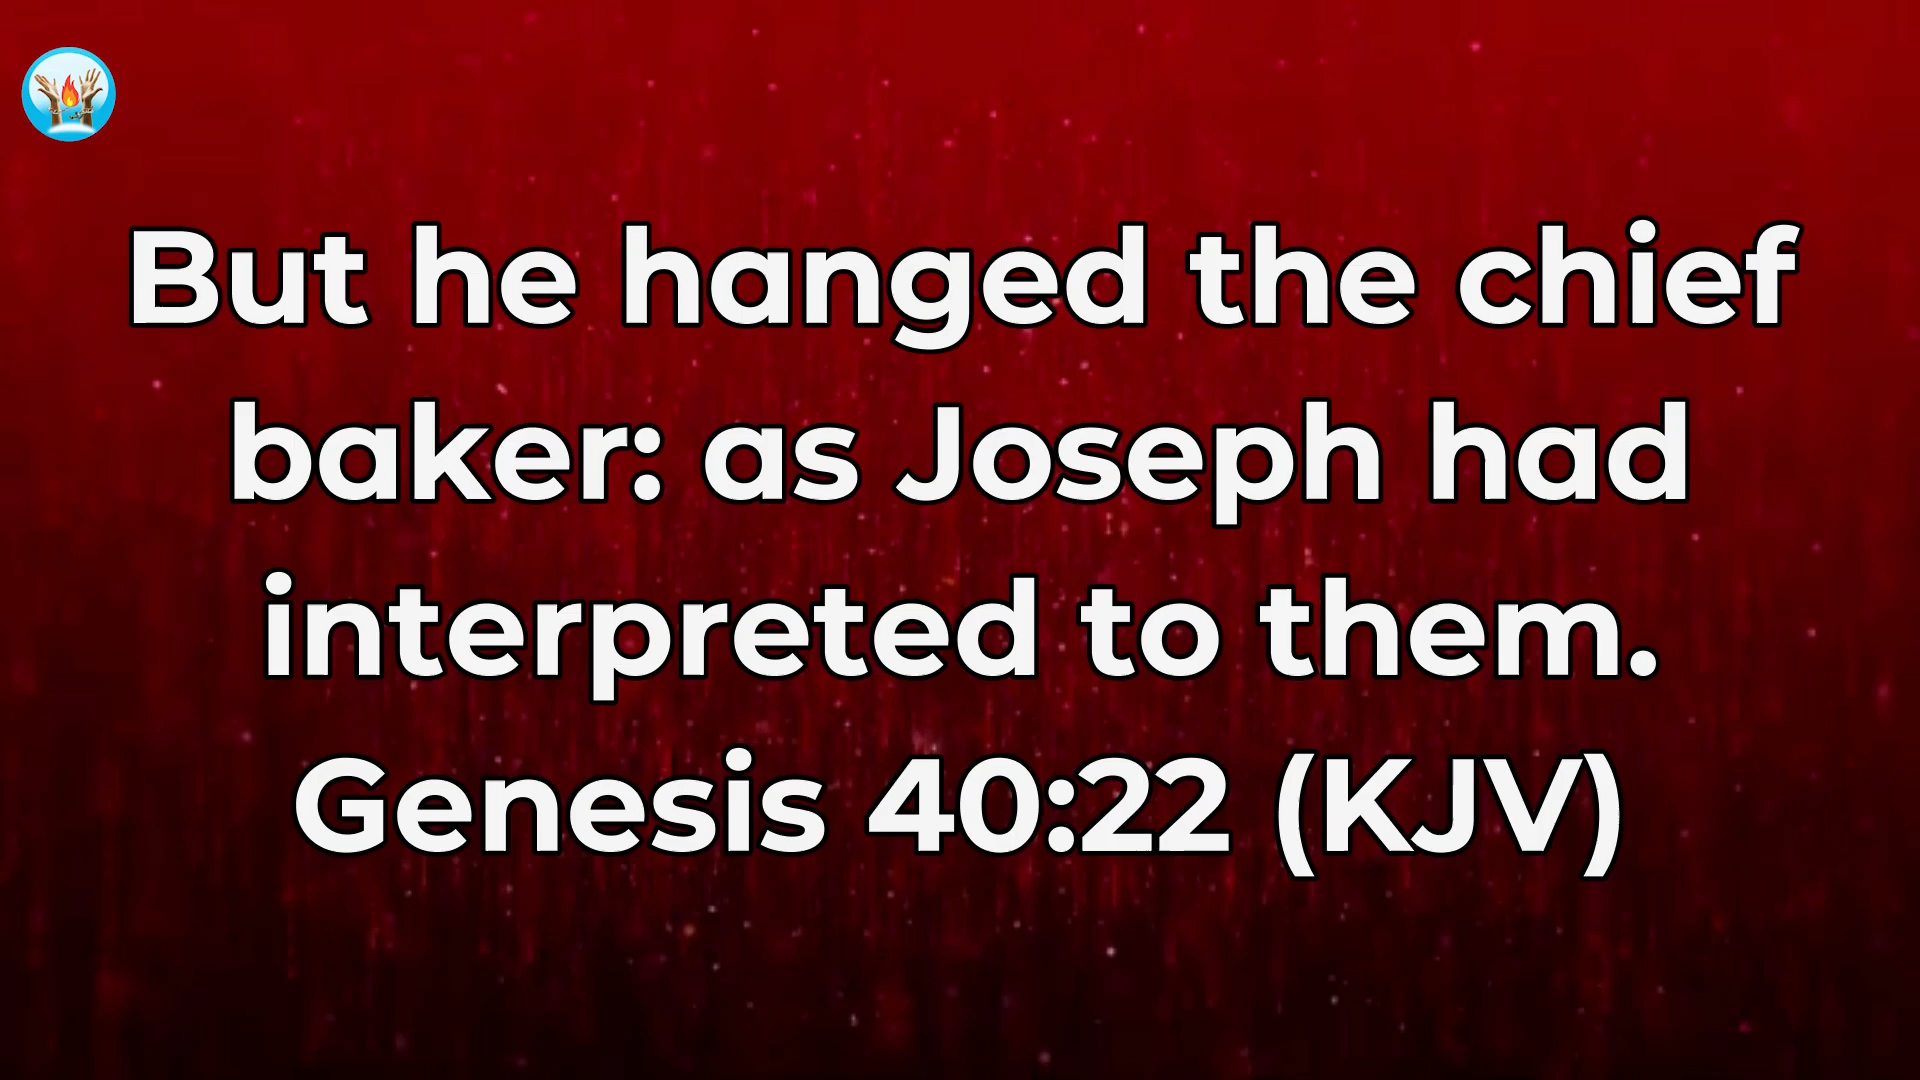 But he hanged the chief
baker: as Joseph had
interpreted to them.
Genesis 40:22 (KJV)